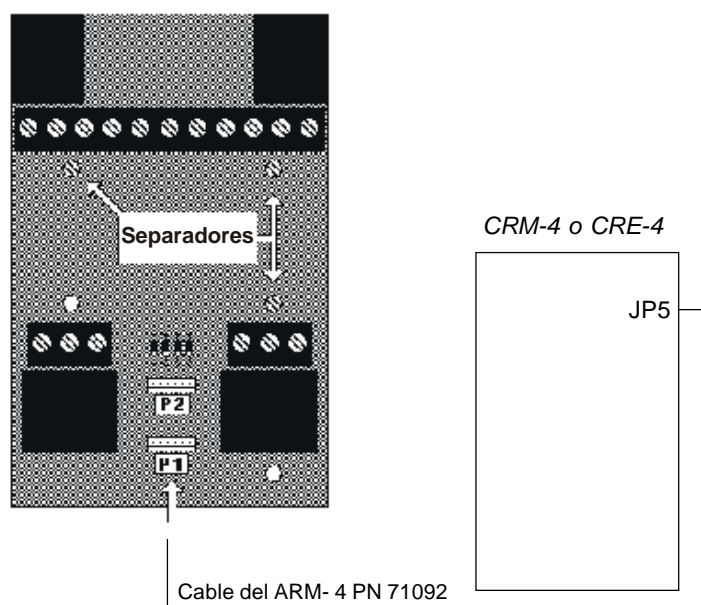 Separadores
CRM-4 o CRE-4
JP5
P2
P1
Cable del ARM- 4 PN 71092